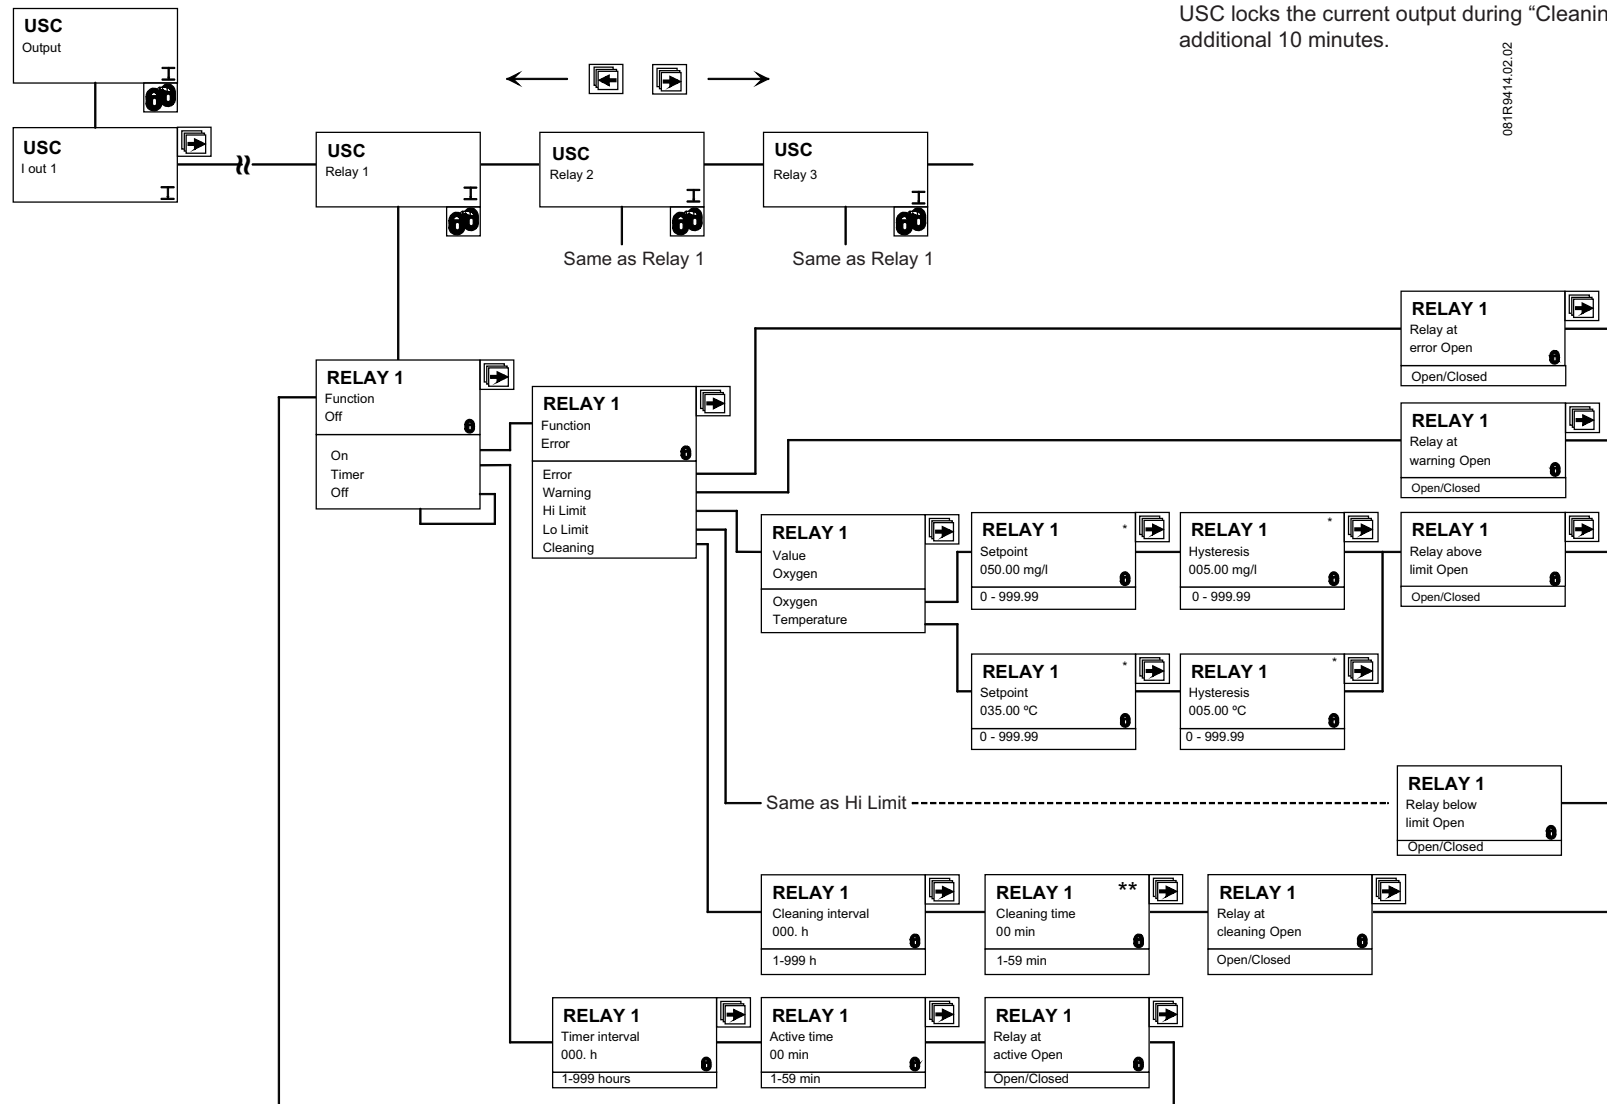 USC
Output
USC locks the current output during “Cleanin
additional 10 minutes.
081R9414.02.02
USC
I out 1
USC
Relay 1
USC
Relay 2
USC
Relay 3
Same as Relay 1
Same as Relay 1
RELAY 1
Relay at
error Open
Open/Closed
RELAY 1
Function
Off
On
Timer
Off
RELAY 1
Function
Error
Error
Warning
Hi Limit
Lo Limit
Cleaning
RELAY 1
Relay at
warning Open
Open/Closed
RELAY 1
Value
Oxygen
Oxygen
Temperature
RELAY 1 *
Setpoint
050.00 mg/l
0 - 999.99
RELAY 1 *
Hysteresis
005.00 mg/l
0 - 999.99
RELAY 1
Relay above
limit Open
Open/Closed
RELAY 1 *
Setpoint
035.00 ºC
0 - 999.99
RELAY 1 *
Hysteresis
005.00 ºC
0 - 999.99
Same as Hi Limit
RELAY 1
Relay below
limit Open
Open/Closed
RELAY 1
Cleaning interval
000. h
1-999 h
RELAY 1 **
Cleaning time
00 min
1-59 min
RELAY 1
Relay at
cleaning Open
Open/Closed
RELAY 1
Timer interval
000. h
1-999 hours
RELAY 1
Active time
00 min
1-59 min
RELAY 1
Relay at
active Open
Open/Closed